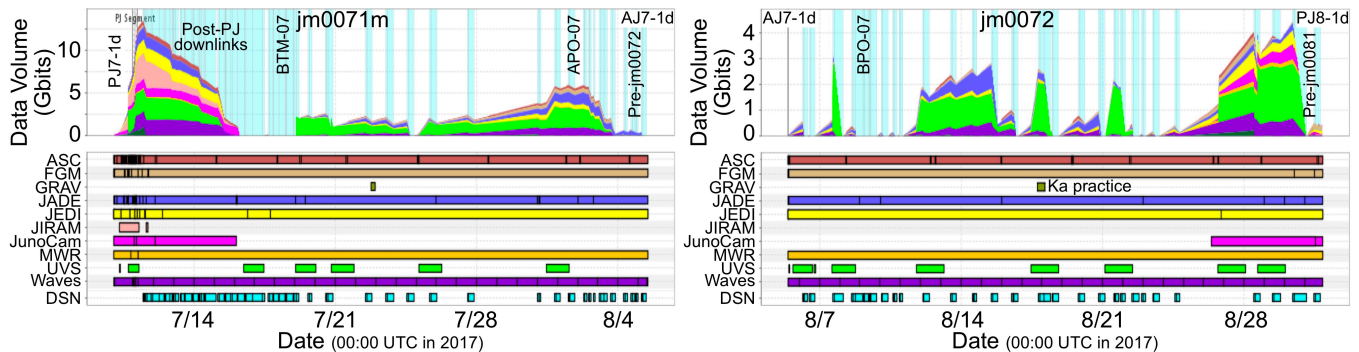 PJ Segment
jm0071m
AJ7-1d
PJ7-1d
Post-PJ
downlinks
BTM-07
APO-07
Pre-jm0072
Data Volume
(Gbits)
10
5
0
ASC
FGM
GRAV
JADE
JEDI
JIRAM
JunoCam
MWR
UVS
Waves
DSN
7/14
7/21
7/28
8/4
Date (00:00 UTC in 2017)
AJ7-1d
jm0072
PJ8-1d
BPO-07
Pre-jm0081
Data Volume
(Gbits)
4
3
2
1
0
ASC
FGM
GRAV
Ka practice
JADE
JEDI
JIRAM
JunoCam
MWR
UVS
Waves
DSN
8/7
8/14
8/21
8/28
Date (00:00 UTC in 2017)